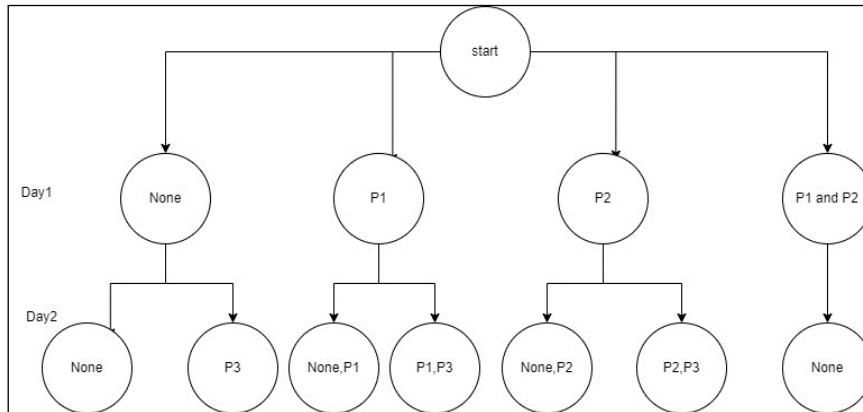 start
Day1
None
P1
P2
P1 and P2
Day2
None
P3
None,P1
P1,P3
None,P2
P2,P3
None